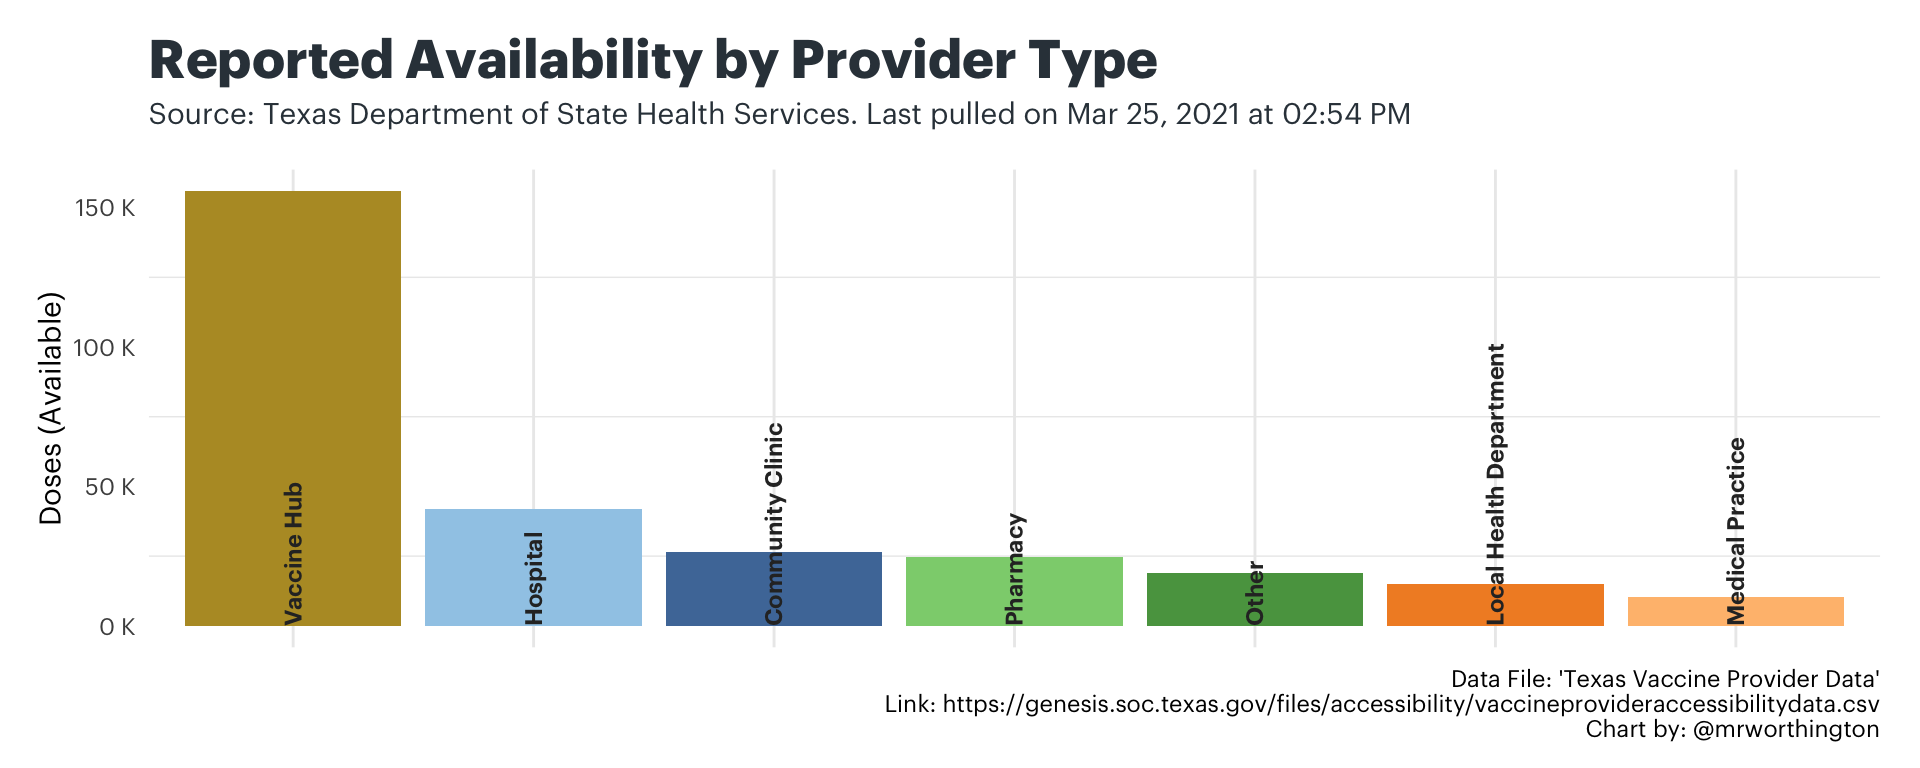 Reported Availability by Provider Type
Source: Texas Department of State Health Services. Last pulled on Mar 25, 2021 at 02:54 PM
Doses (Available)
150 K
100 K
50 K
0 K
Vaccine Hub
Hospital
Community Clinic
Pharmacy
Other
Local Health Department
Medical Practice
Data File: 'Texas Vaccine Provider Data'
Link: https://genesis.soc.texas.gov/files/accessibility/vaccineprovideraccessibilitydata.csv
Chart by: @mrworthington